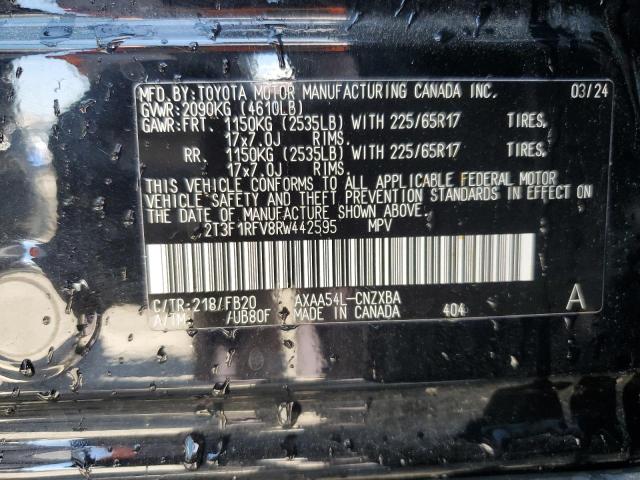 MFD. BY: TOYOTA MOTOR MANUFACTURING CANADA INC. 03/24
GVWR: 2090KG (4610LB)
GAWR: FRT. 1150KG (2535LB) WITH 225/65R17 TIRES,
17x7.0J RIMS.
RR. 1150KG (2535LB) WITH 225/65R17 TIRES,
17x7.0J RIMS.
THIS VEHICLE CONFORMS TO ALL APPLICABLE FEDERAL MOTOR
VEHICLE SAFETY AND THEFT PREVENTION STANDARDS IN EFFECT ON
THE DATE OF MANUFACTURE SHOWN ABOVE.
2T3F1RFV8RW442595 MPV
C/TR: 218/FB20 AXAA54L-CNZXBA A
A/TM: /UB80F MADE IN CANADA 404